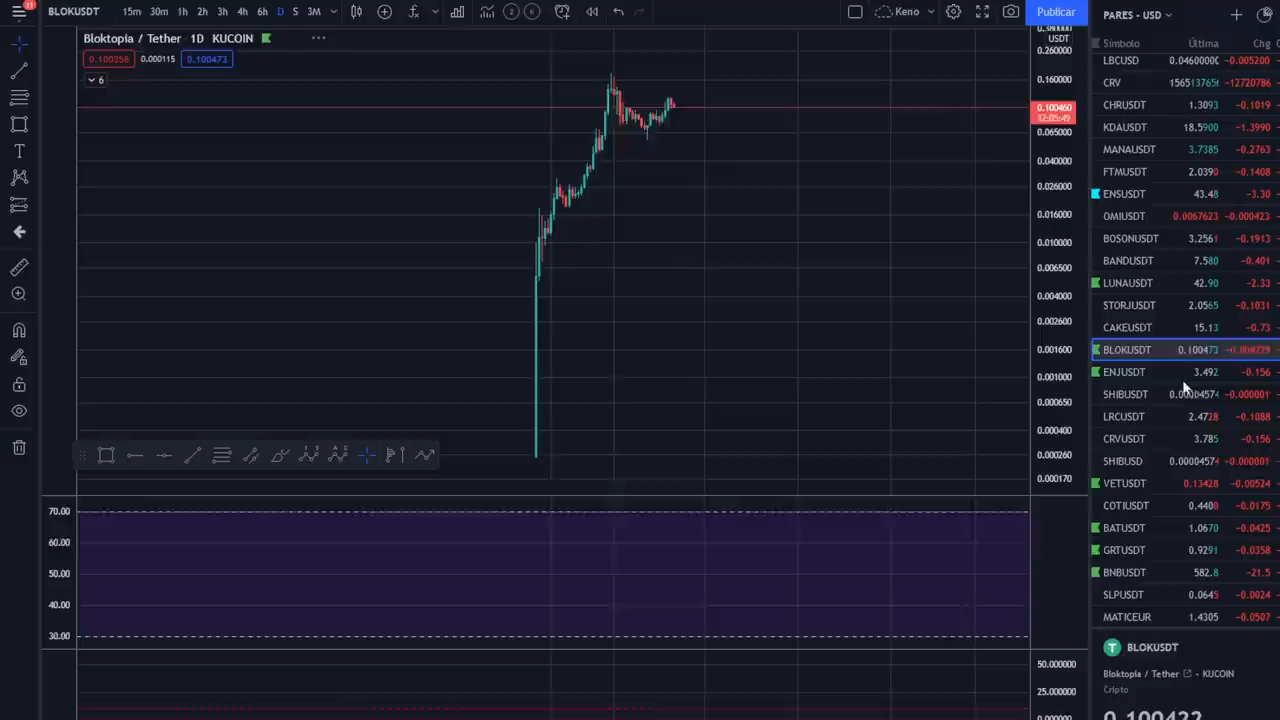 11
BLOKUSDT 15m 30m 1h 2h 3h 4h 6h D S 3M Keno Publicar
PARES - USD
Bloktopia / Tether 1D KUCOIN
USDT
0.100358 0.000115 0.100473
6
Símbolo Última Chg
LBCUSD 0.0460000 -0.005200
CRV -12720786
CHRUSDT 1.3093 -0.1019
KDAUSDT 18.5900 -1.3990
MANAUSDT 3.7385 -0.2763
FTMUSDT 2.0390 -0.1408
ENSUSDT 43.48 -3.30
OMIUSDT 0.0067623 -0.000423
BOSONUSDT 3.2561 -0.1913
BANDUSDT 7.580 -0.401
LUNAUSDT 42.90 -2.33
STORJUSDT 2.0565 -0.1031
CAKEUSDT 15.13 -0.73
BLOKUSDT 0.100473
ENJUSDT 3.492 -0.156
SHIBUSDT 0.00004574 -0.000001
LRCUSDT 2.4728 -0.1088
CRVUSDT 3.785 -0.156
SHIBUSD 0.00004574 -0.000001
VETUSDT 0.13428 -0.00524
COTIUSDT 0.4400 -0.0175
BATUSDT 1.0670 -0.0425
GRTUSDT 0.9291 -0.0358
BNBUSDT 582.8 -21.5
SLPUSDT 0.0645 -0.0024
MATICEUR 1.4305 -0.0507
0.260000
0.160000
0.100460
12:05:49
0.065000
0.040000
0.026000
0.016000
0.010000
0.006500
0.004000
0.002600
0.001600
0.001000
0.000650
0.000400
0.000260
0.000170
70.00
60.00
50.00
40.00
30.00
50.000000
25.000000
BLOKUSDT
Bloktopia / Tether • KUCOIN
Cripto